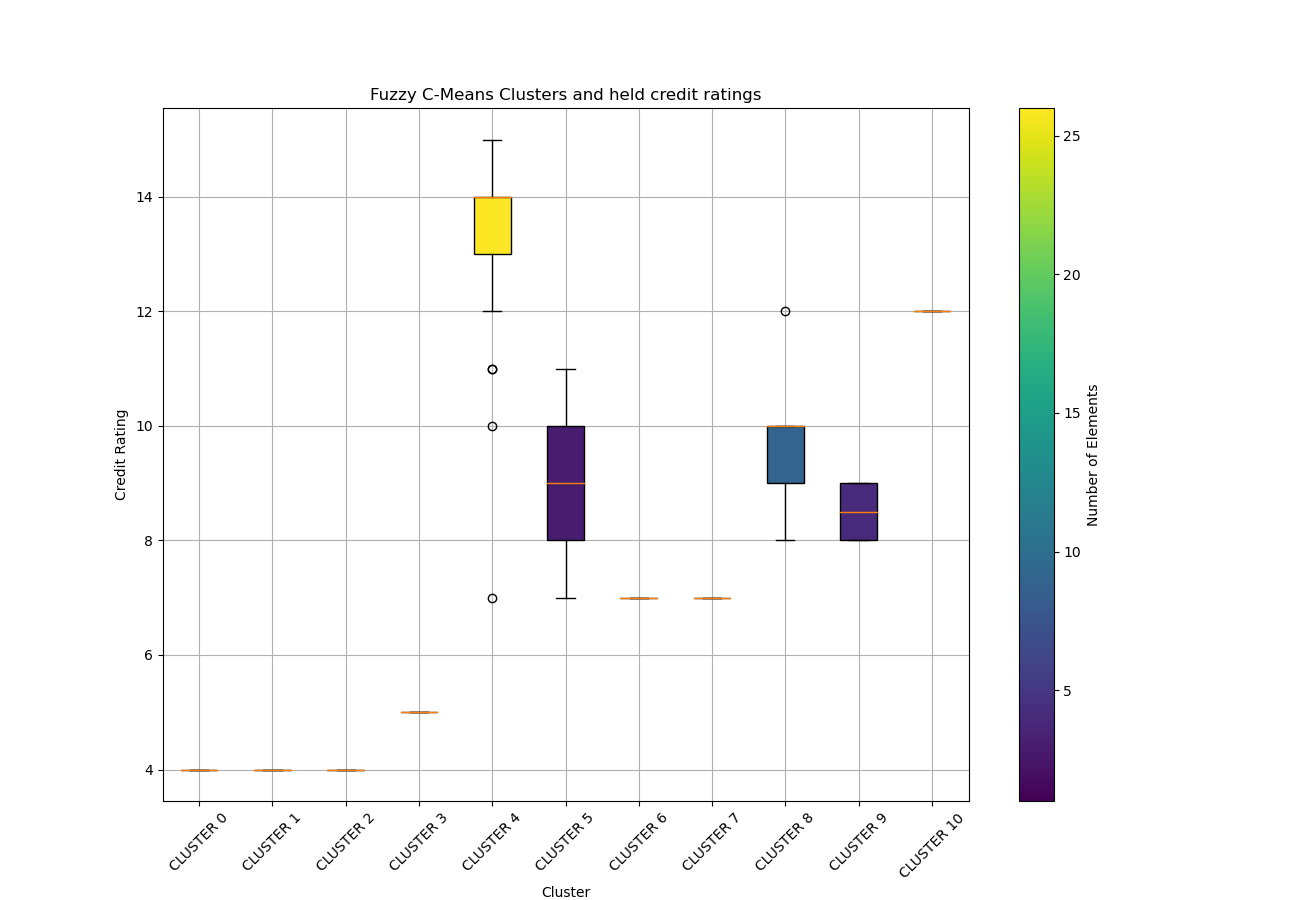 Fuzzy C-Means Clusters and held credit ratings
14
12
10
8
6
4
Credit Rating
CLUSTER 0
CLUSTER 1
CLUSTER 2
CLUSTER 3
CLUSTER 4
CLUSTER 5
CLUSTER 6
CLUSTER 7
CLUSTER 8
CLUSTER 9
CLUSTER 10
Cluster
25
20
15
10
5
Number of Elements